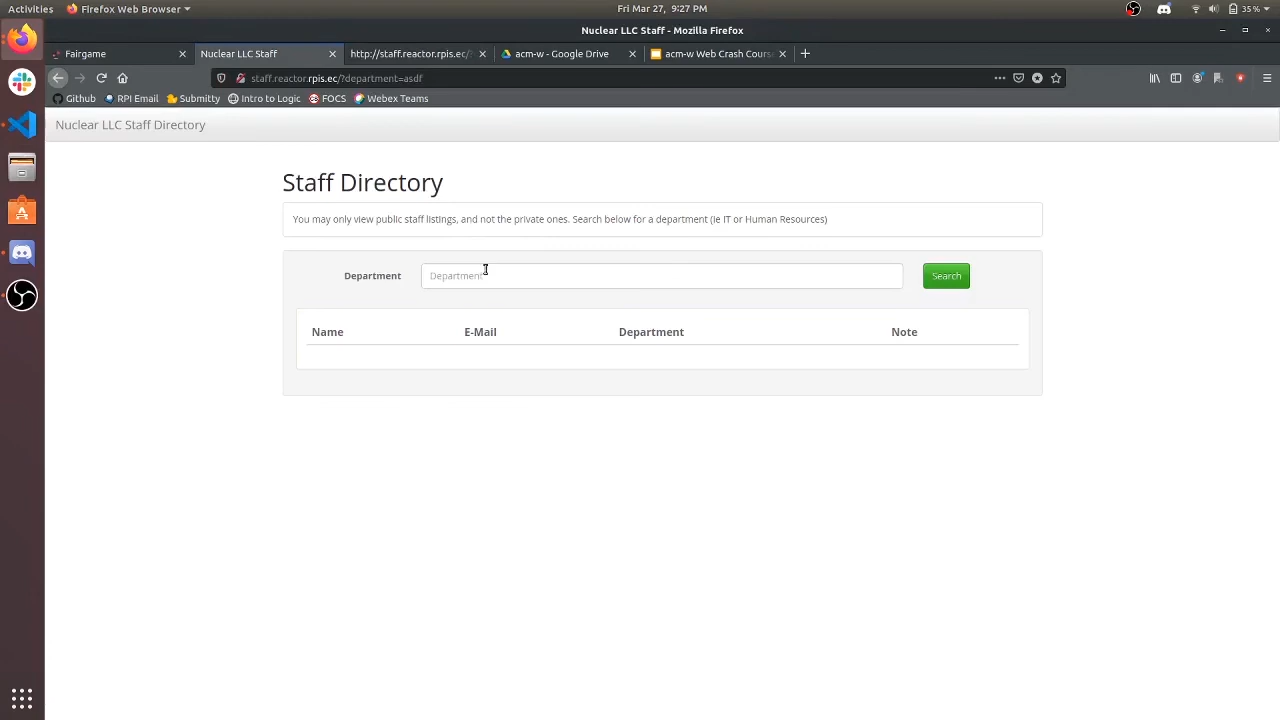 Activities Firefox Web Browser Fri Mar 27, 9:27 PM 35%
Nuclear LLC Staff - Mozilla Firefox
Fairgame Nuclear LLC Staff http://staff.reactor.rpis.ec/ acm-w - Google Drive acm-w Web Crash Cours
staff.reactor.rpis.ec/?department=asdf
Github RPI Email Submitty Intro to Logic FOCS Webex Teams
Nuclear LLC Staff Directory
Staff Directory
You may only view public staff listings, and not the private ones. Search below for a department (ie IT or Human Resources)
Department Department Search
Name E-Mail Department Note